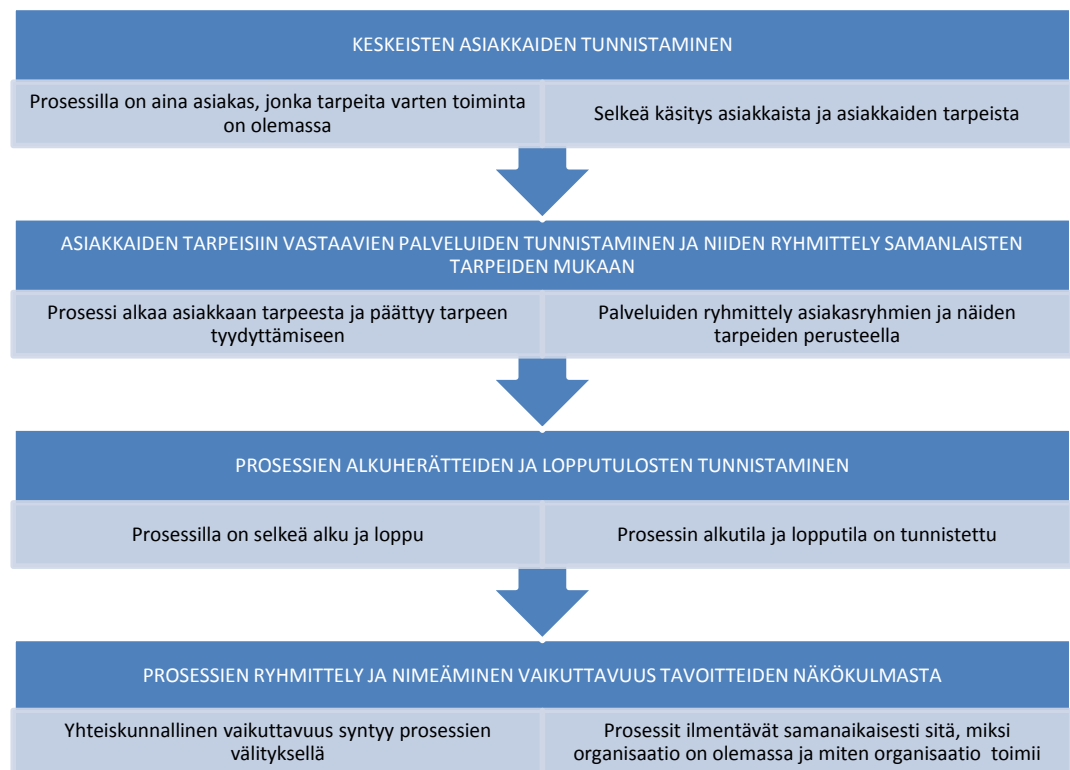 KESKEISTEN ASIAKKAIDEN TUNNISTAMINEN
Prosessilla on aina asiakas, jonka tarpeita varten toiminta
on olemassa
Selkeä käsitys asiakkaista ja asiakkaiden tarpeista
ASIAKKAIDEN TARPEISIIN VASTAAVIEN PALVELUIDEN TUNNISTAMINEN JA NIIDEN RYHMITTELY SAMANLAISTEN
TARPEIDEN MUKAAN
Prosessi alkaa asiakkaan tarpeesta ja päättyy tarpeen
tyydyttämiseen
Palveluiden ryhmittely asiakasryhmien ja näiden
tarpeiden perusteella
PROSESSIEN ALKUHERÄTTEIDEN JA LOPPUTULOSTEN TUNNISTAMINEN
Prosessilla on selkeä alku ja loppu
Prosessin alkutila ja lopputila on tunnistettu
PROSESSIEN RYHMITTELY JA NIMEÄMINEN VAIKUTTAVUUS TAVOITTEIDEN NÄKÖKULMASTA
Yhteiskunnallinen vaikuttavuus syntyy prosessien
välityksellä
Prosessit ilmentävät samanaikaisesti sitä, miksi
organisaatio on olemassa ja miten organisaatio toimii